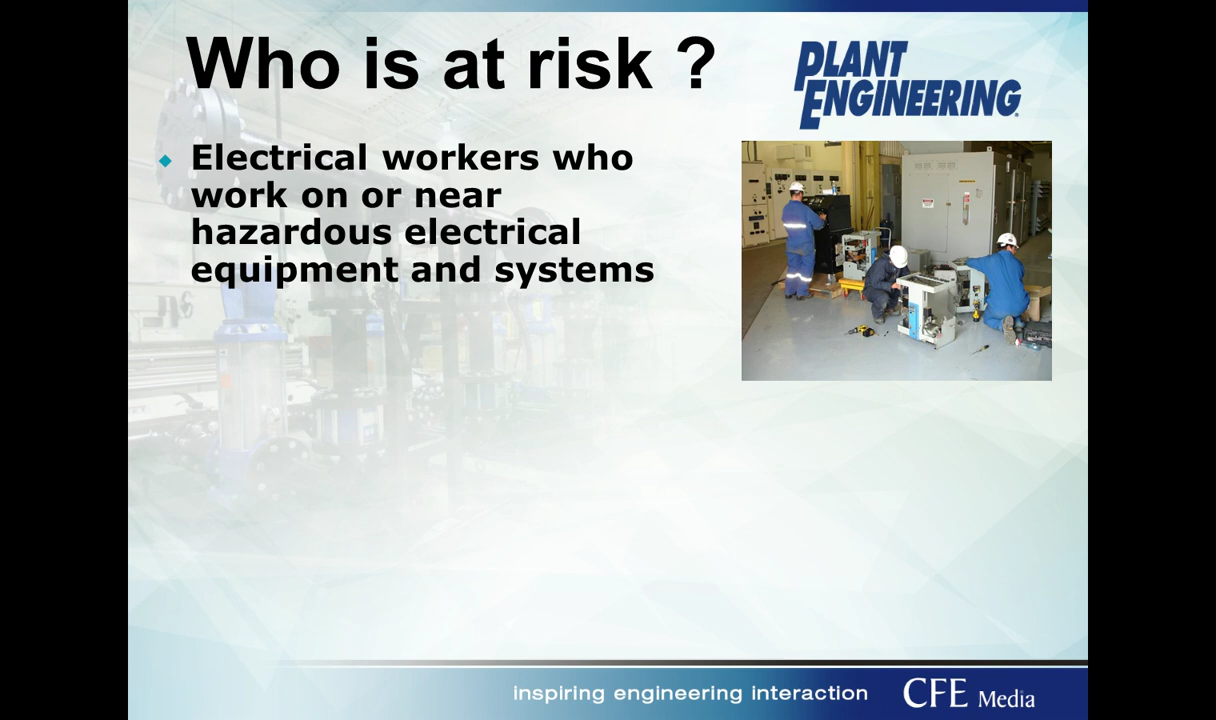 Who is at risk ?
PLANT
ENGINEERING
Electrical workers who
work on or near
hazardous electrical
equipment and systems
inspiring engineering interaction
CFE Media